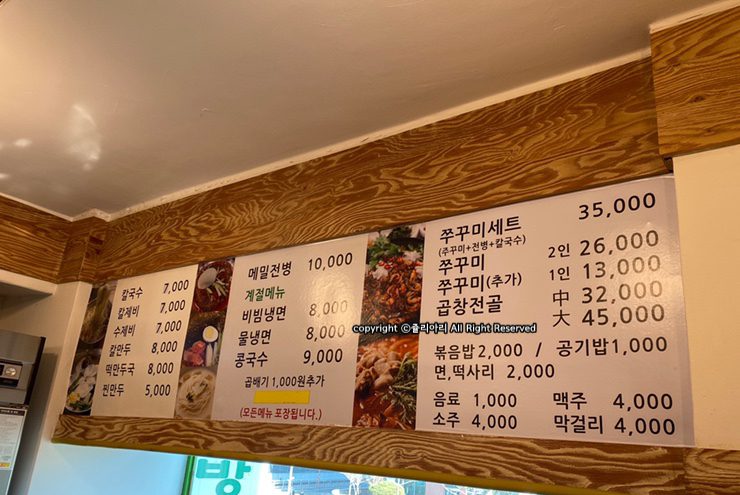 칼국수 7,000
칼제비 7,000
수제비 7,000
칼만두 8,000
떡만두국 8,000
찐만두 5,000
메밀전병 10,000
계절메뉴
비빔냉면 8,000
물냉면 8,000
콩국수 9,000
곱배기 1,000원추가
(모든메뉴 포장됩니다.)
쭈꾸미세트 35,000
(주꾸미+전병+칼국수)
쭈꾸미 2인 26,000
쭈꾸미(추가) 1인 13,000
곱창전골 中 32,000
大 45,000
볶음밥 2,000 / 공기밥 1,000
면,떡사리 2,000
음료 1,000 맥주 4,000
소주 4,000 막걸리 4,000
copyright ©쥴리아리 All Right Reserved
방